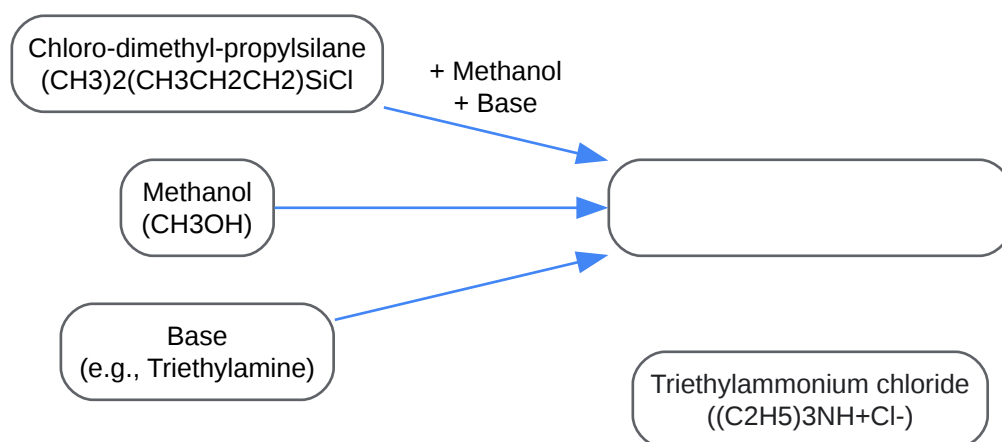 Chloro-dimethyl-propylsilane
(CH3)2(CH3CH2CH2)SiCl
+ Methanol
+ Base
Methanol
(CH3OH)
Base
(e.g., Triethylamine)
Triethylammonium chloride
((C2H5)3NH+Cl-)